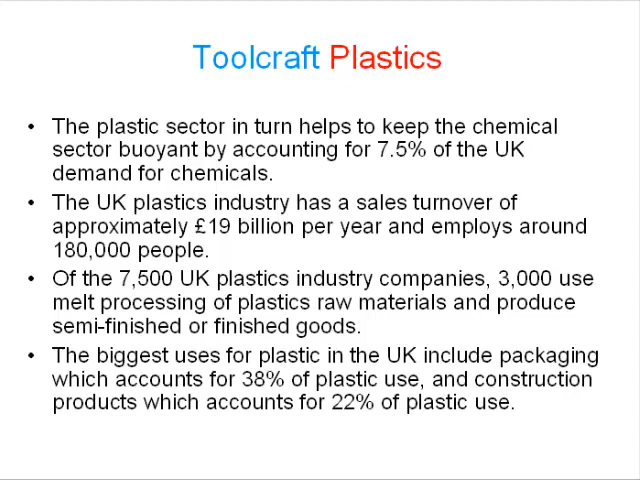 Toolcraft Plastics
• The plastic sector in turn helps to keep the chemical
sector buoyant by accounting for 7.5% of the UK
demand for chemicals.
• The UK plastics industry has a sales turnover of
approximately £19 billion per year and employs around
180,000 people.
• Of the 7,500 UK plastics industry companies, 3,000 use
melt processing of plastics raw materials and produce
semi-finished or finished goods.
• The biggest uses for plastic in the UK include packaging
which accounts for 38% of plastic use, and construction
products which accounts for 22% of plastic use.